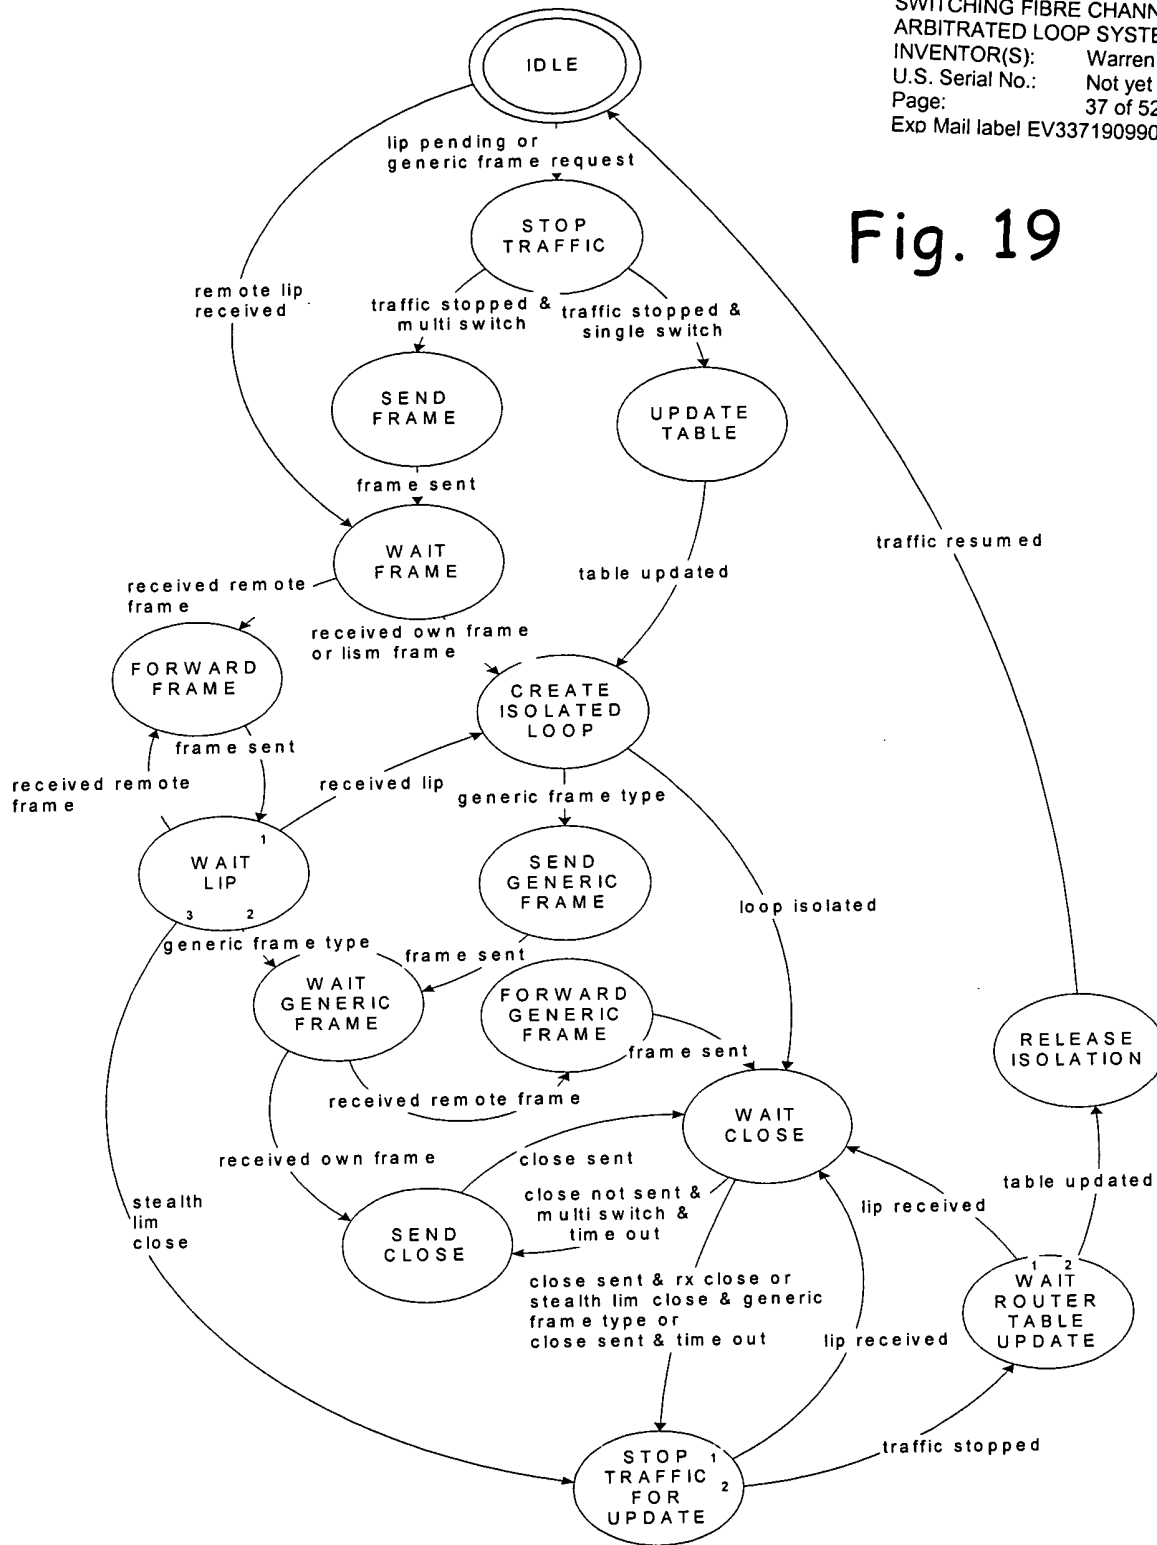 SWITCHING FIBRE CHANN
ARBITRATED LOOP SYSTE
INVENTOR(S): Warren
U.S. Serial No.: Not yet
Page: 37 of 52
Exp Mail label EV337190990
Fig. 19
IDLE
lip pending or
generic frame request
STOP
TRAFFIC
remote lip
received
traffic stopped &
multi switch
traffic stopped &
single switch
SEND
FRAME
UPDATE
TABLE
frame sent
WAIT
FRAME
traffic resumed
table updated
received remote
frame
received own frame
or lism frame
FORWARD
FRAME
CREATE
ISOLATED
LOOP
frame sent
received remote
frame
received lip
generic frame type
1
WAIT
LIP
3 2
SEND
GENERIC
FRAME
loop isolated
generic frame type
frame sent
WAIT
GENERIC
FRAME
FORWARD
GENERIC
FRAME
frame sent
RELEASE
ISOLATION
received remote frame
WAIT
CLOSE
received own frame
close sent
table updated
stealth
lim
close
close not sent &
multi switch &
time out
lip received
SEND
CLOSE
1 2
WAIT
ROUTER
TABLE
UPDATE
close sent & rx close or
stealth lim close & generic
frame type or
close sent & time out
lip received
traffic stopped
STOP 1
TRAFFIC
2
FOR
UPDATE